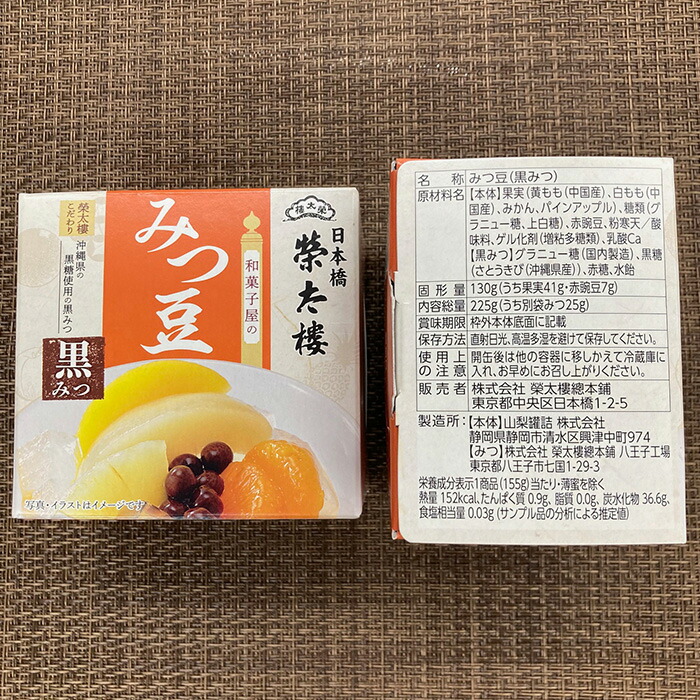 榮太樓
日本橋
榮太樓
和菓子屋の
みつ豆
榮太樓
こだわり
沖縄県の
黒糖使用の黒みつ
黒
みつ
写真・イラストはイメージです
名称 みつ豆(黒みつ)
原材料名 【本体】果実(黄もも(中国産)、白もも(中
国産)、みかん、パインアップル)、糖類(グ
ラニュー糖、上白糖)、赤豌豆、粉寒天/酸
味料、ゲル化剤(増粘多糖類)、乳酸Ca
【黒みつ】グラニュー糖(国内製造)、黒糖
(さとうきび(沖縄県産))、赤糖、水飴
固形量 130g(うち果実41g・赤豌豆7g)
内容総量 225g(うち別袋みつ25g)
賞味期限 枠外本体底面に記載
保存方法 直射日光、高温多湿を避けて保存してください。
使用上の注意 開缶後は他の容器に移しかえて冷蔵庫に
入れ、お早めにお召し上がりください。
販売者 株式会社 榮太樓總本鋪
東京都中央区日本橋1-2-5
製造所:【本体】山梨罐詰 株式会社
静岡県静岡市清水区興津中町974
【みつ】株式会社 榮太樓總本鋪 八王子工場
東京都八王子市七国1-29-3
栄養成分表示1商品(155g)当たり・薄蜜を除く
熱量 152kcal、たんぱく質 0.9g、脂質 0.0g、炭水化物 36.6g、
食塩相当量 0.03g (サンプル品の分析による推定値)